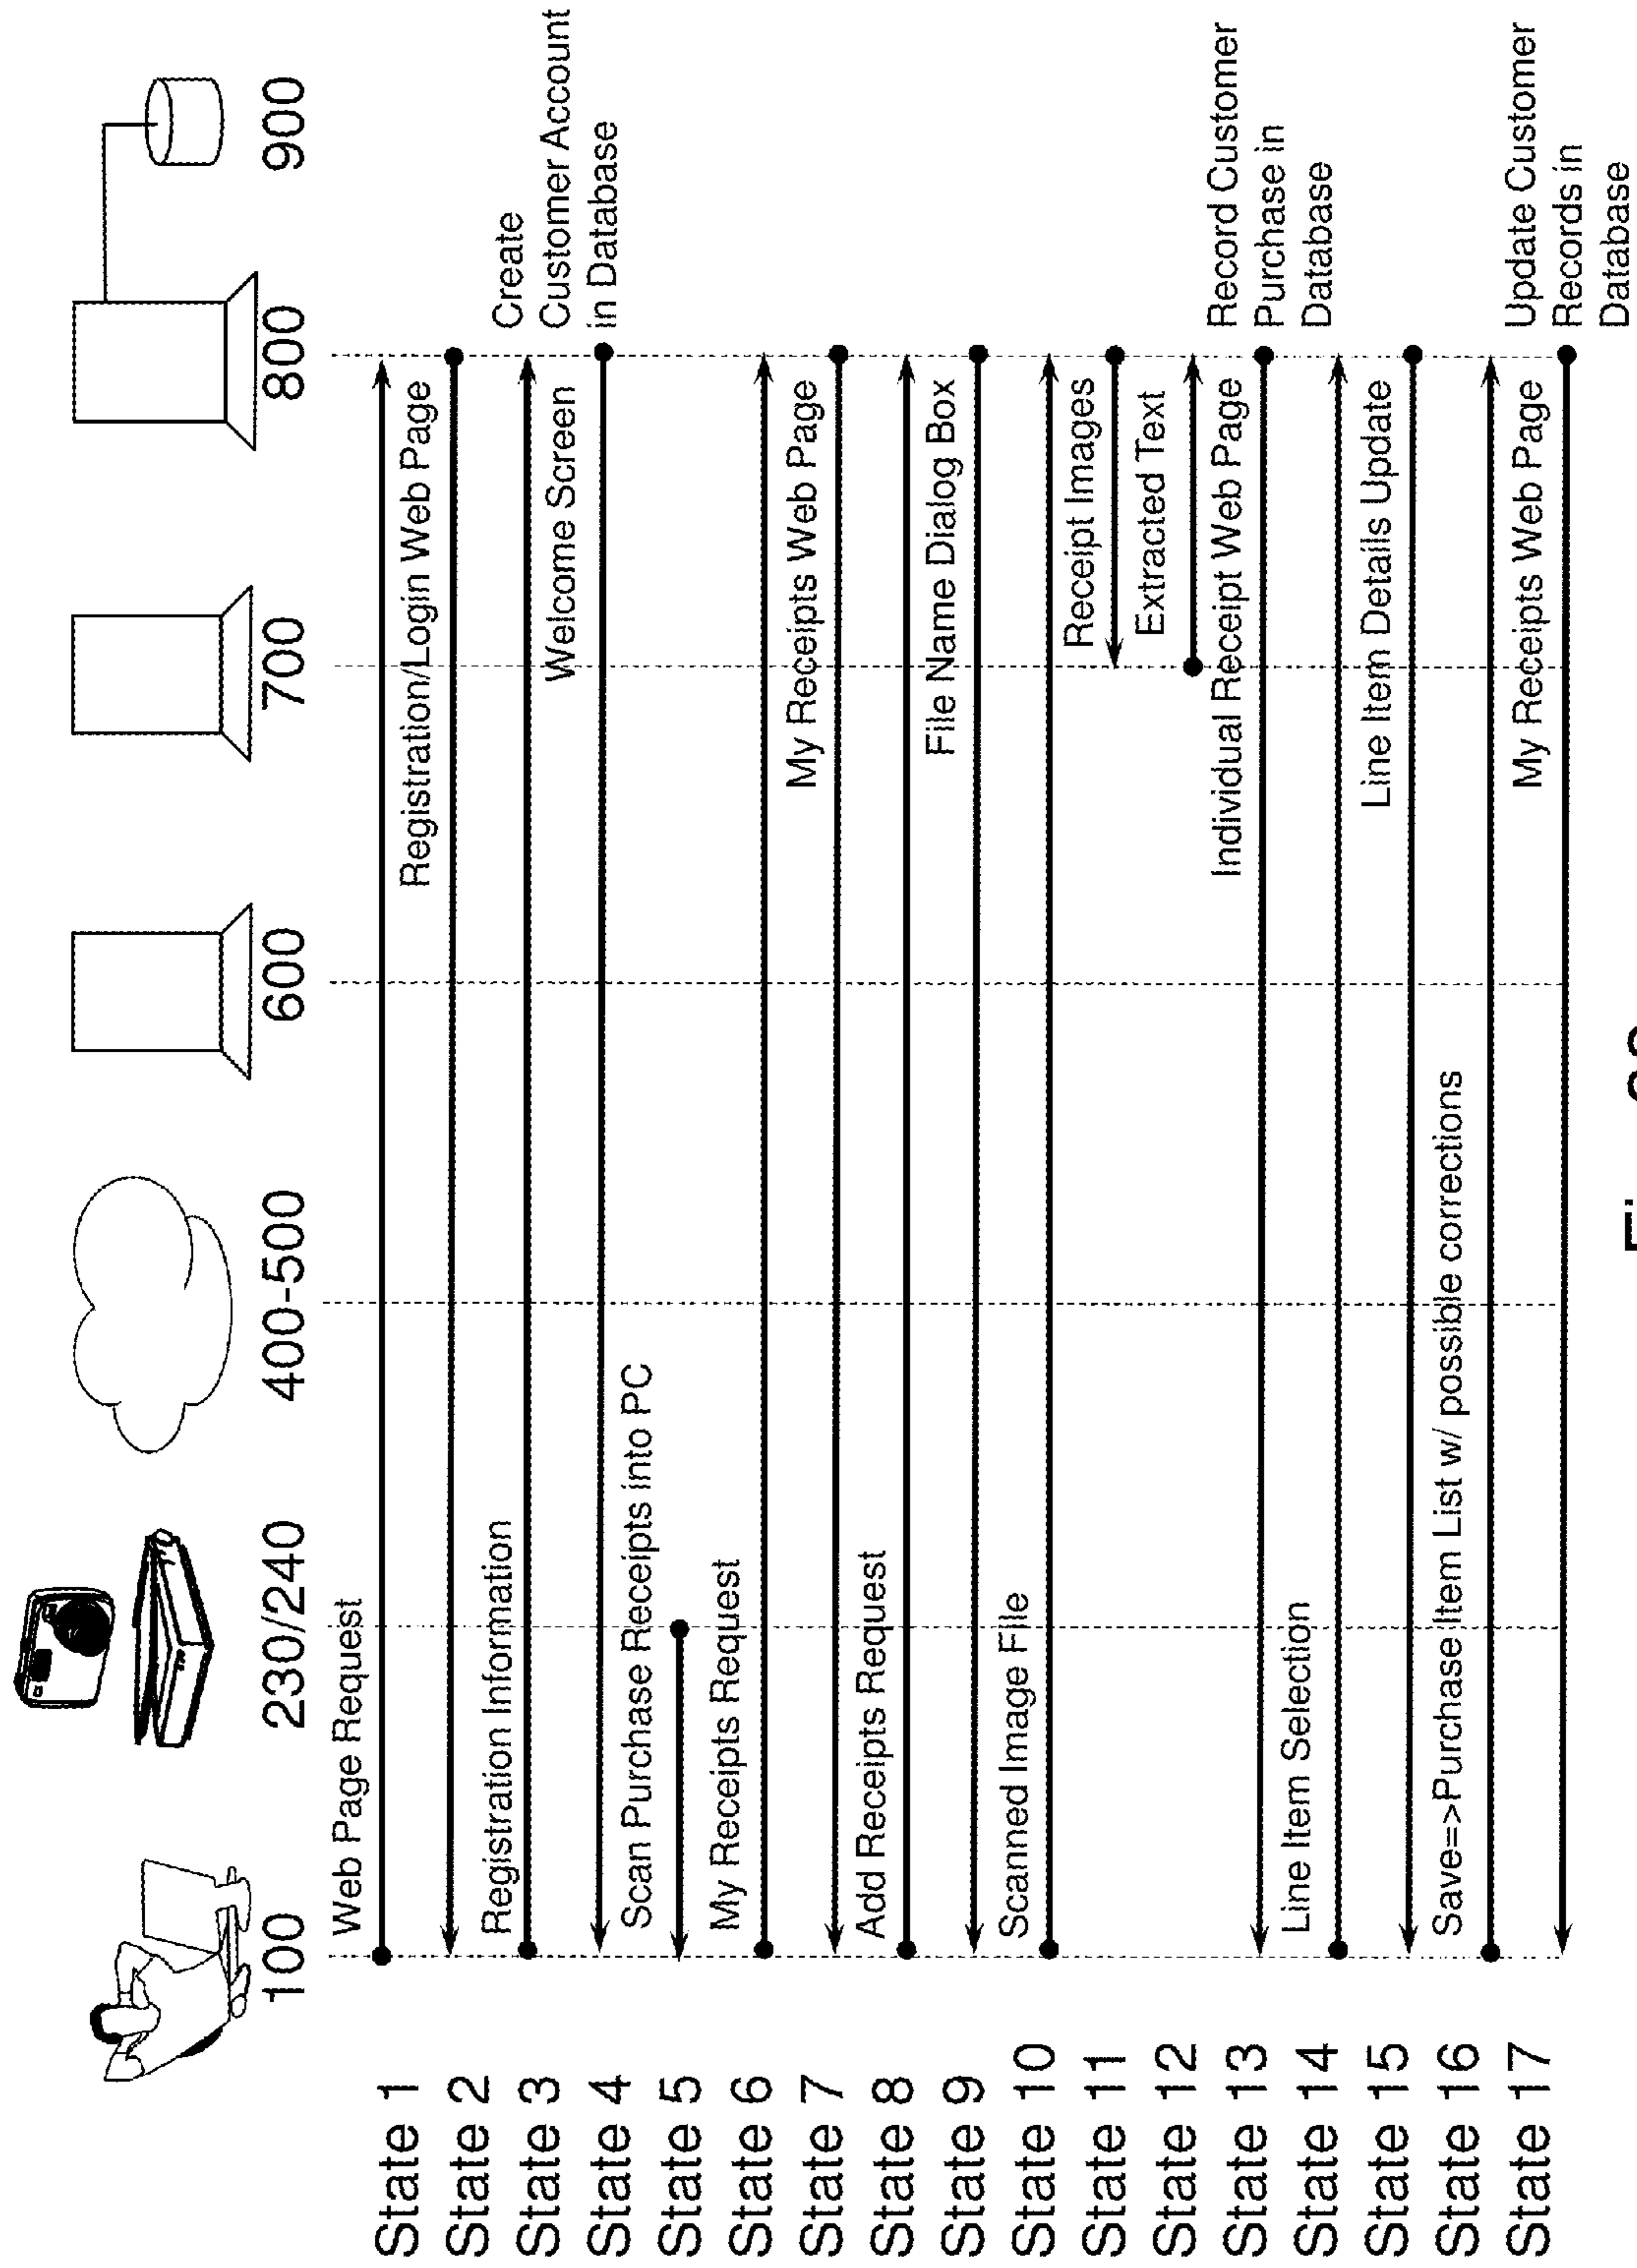 100
230/240
400-500
600
700
800
900
State 1
Web Page Request
State 2
Registration/Login Web Page
State 3
Registration Information
Create
Customer Account
in Database
State 4
Welcome Screen
State 5
Scan Purchase Receipts into PC
State 6
My Receipts Request
State 7
My Receipts Web Page
State 8
Add Receipts Request
State 9
File Name Dialog Box
State 10
Scanned Image File
State 11
Receipt Images
State 12
Extracted Text
State 13
Individual Receipt Web Page
Record Customer
Purchase in
Database
State 14
Line Item Selection
State 15
Line Item Details Update
State 16
Save=>Purchase Item List w/ possible corrections
State 17
My Receipts Web Page
Update Customer
Records in
Database